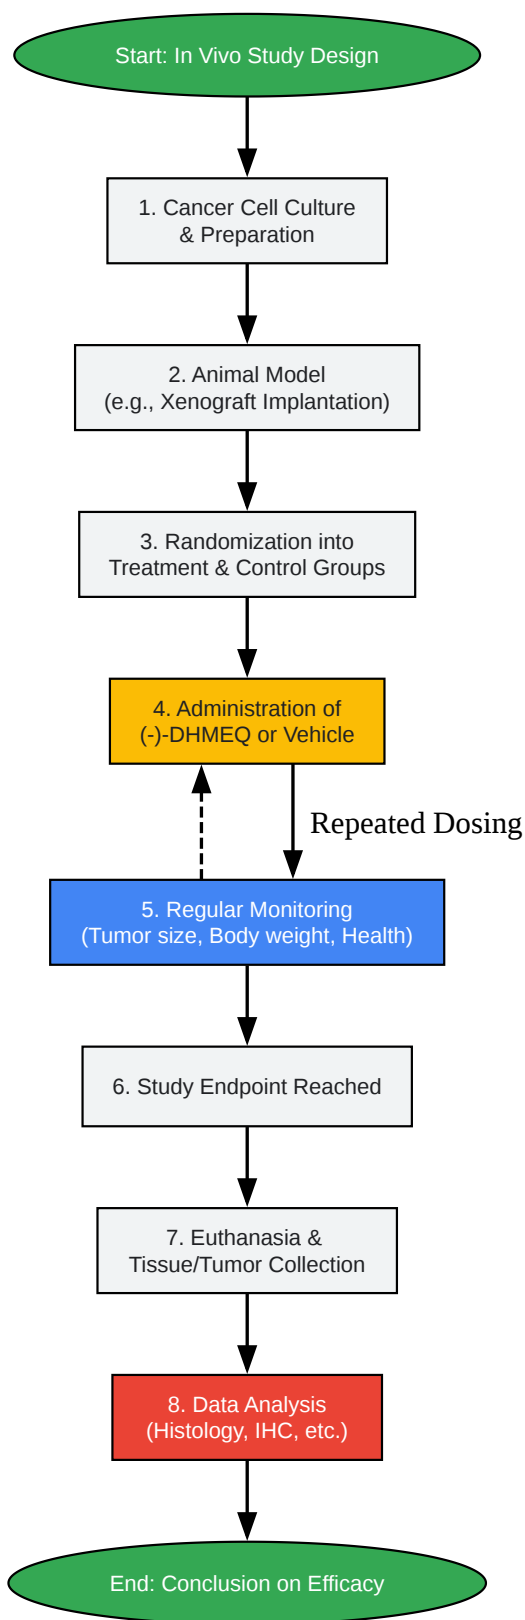 Start: In Vivo Study Design
1. Cancer Cell Culture
& Preparation
2. Animal Model
(e.g., Xenograft Implantation)
3. Randomization into
Treatment & Control Groups
4. Administration of
(-)-DHMEQ or Vehicle
Repeated Dosing
5. Regular Monitoring
(Tumor size, Body weight, Health)
6. Study Endpoint Reached
7. Euthanasia &
Tissue/Tumor Collection
8. Data Analysis
(Histology, IHC, etc.)
End: Conclusion on Efficacy